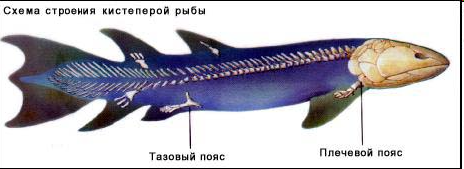 Схема строения кистеперой рыбы
Тазовый пояс
Плечевой пояс